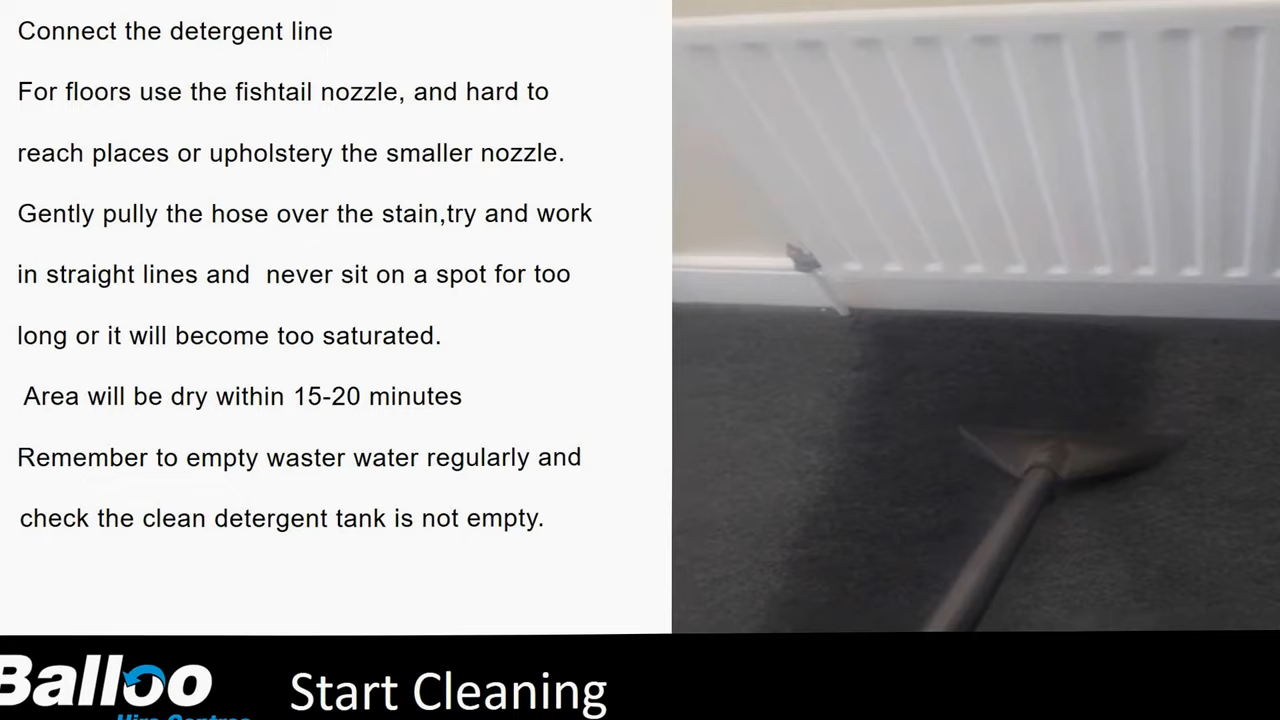 Connect the detergent line
For floors use the fishtail nozzle, and hard to
reach places or upholstery the smaller nozzle.
Gently pully the hose over the stain,try and work
in straight lines and  never sit on a spot for too
long or it will become too saturated.
Area will be dry within 15-20 minutes
Remember to empty waster water regularly and
check the clean detergent tank is not empty.
Balloo
Hire Centres
Start Cleaning